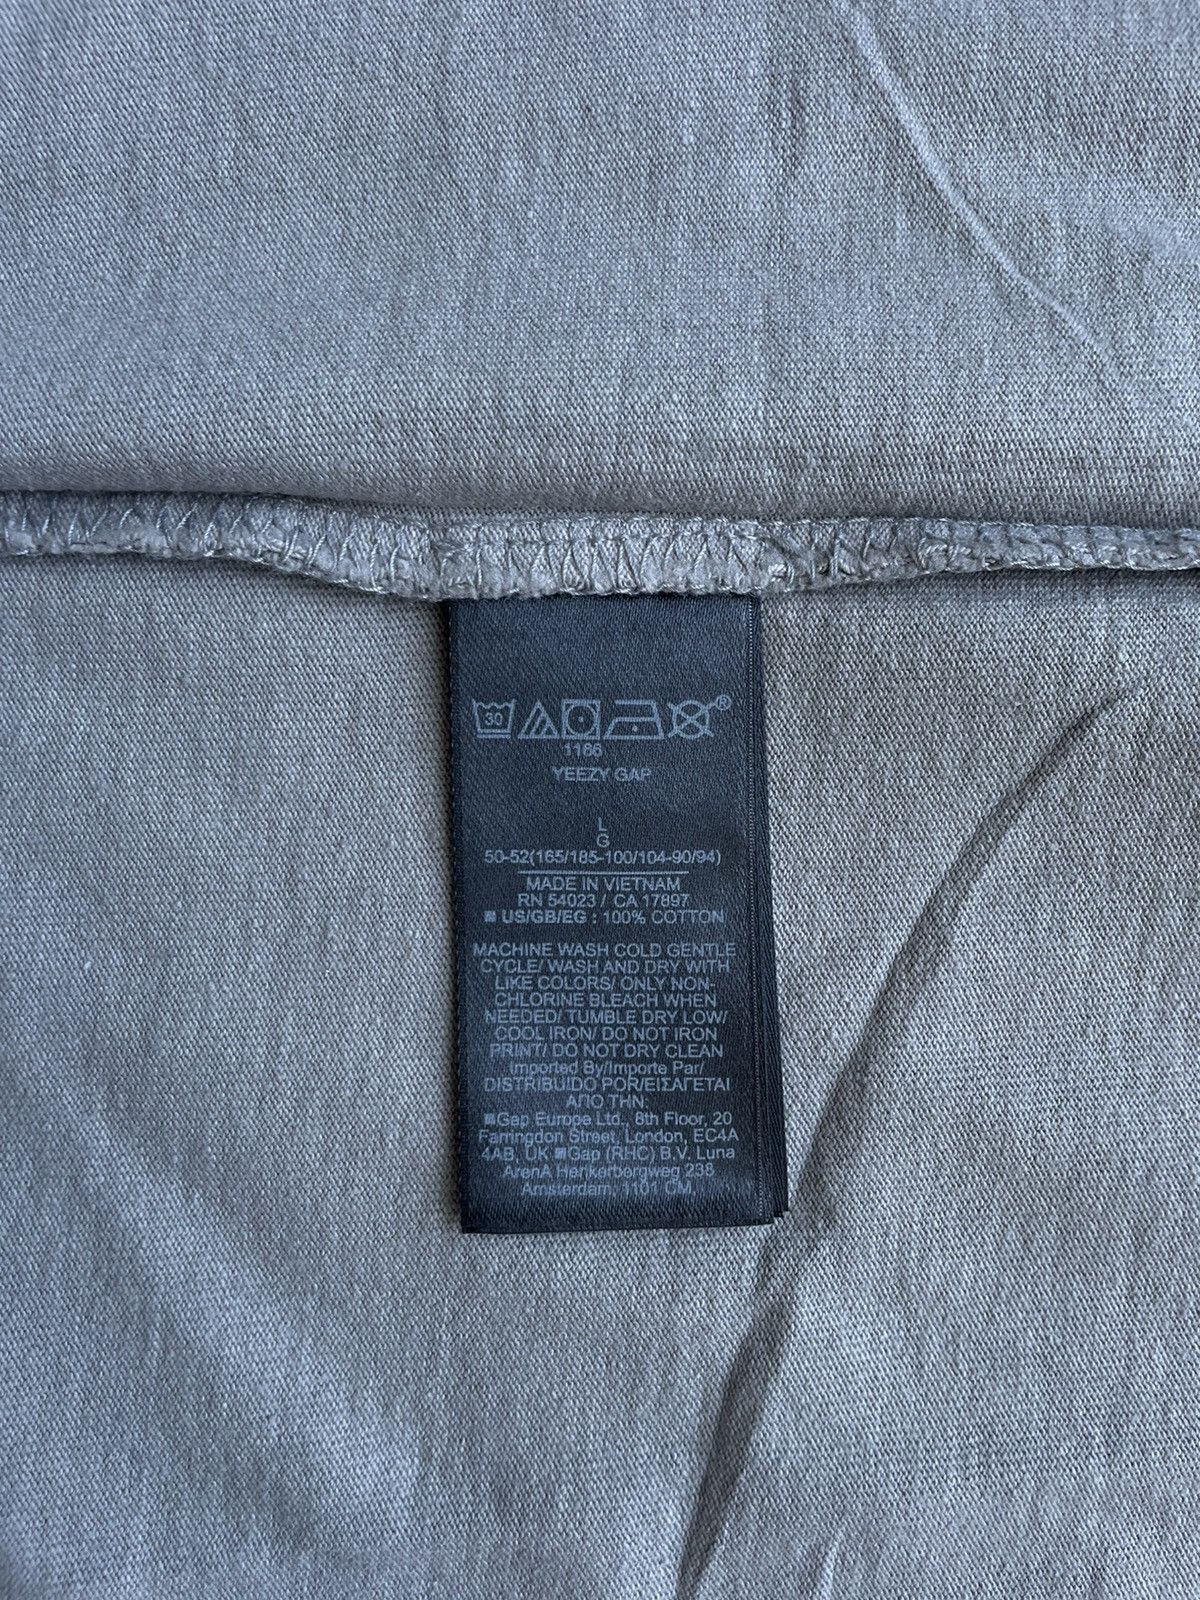 30 ®
1186
YEEZY GAP
L
G
50-52(165/185-100/104-90/94)
MADE IN VIETNAM
RN 54023 / CA 17897
US/GB/EG : 100% COTTON
MACHINE WASH COLD GENTLE
CYCLE/ WASH AND DRY WITH
LIKE COLORS/ ONLY NON-
CHLORINE BLEACH WHEN
NEEDED/ TUMBLE DRY LOW/
COOL IRON/ DO NOT IRON
PRINT/ DO NOT DRY CLEAN
Imported By/Importe Par/
DISTRIBUIDO POR/ΕΙΣΑΓΕΤΑΙ
ΑΠΟ ΤΗΝ:
Gap Europe Ltd., 8th Floor, 20
Farringdon Street, London, EC4A
4AB, UK Gap (RHC) B.V. Luna
ArenA Herikerbergweg 238
Amsterdam, 1101 CM